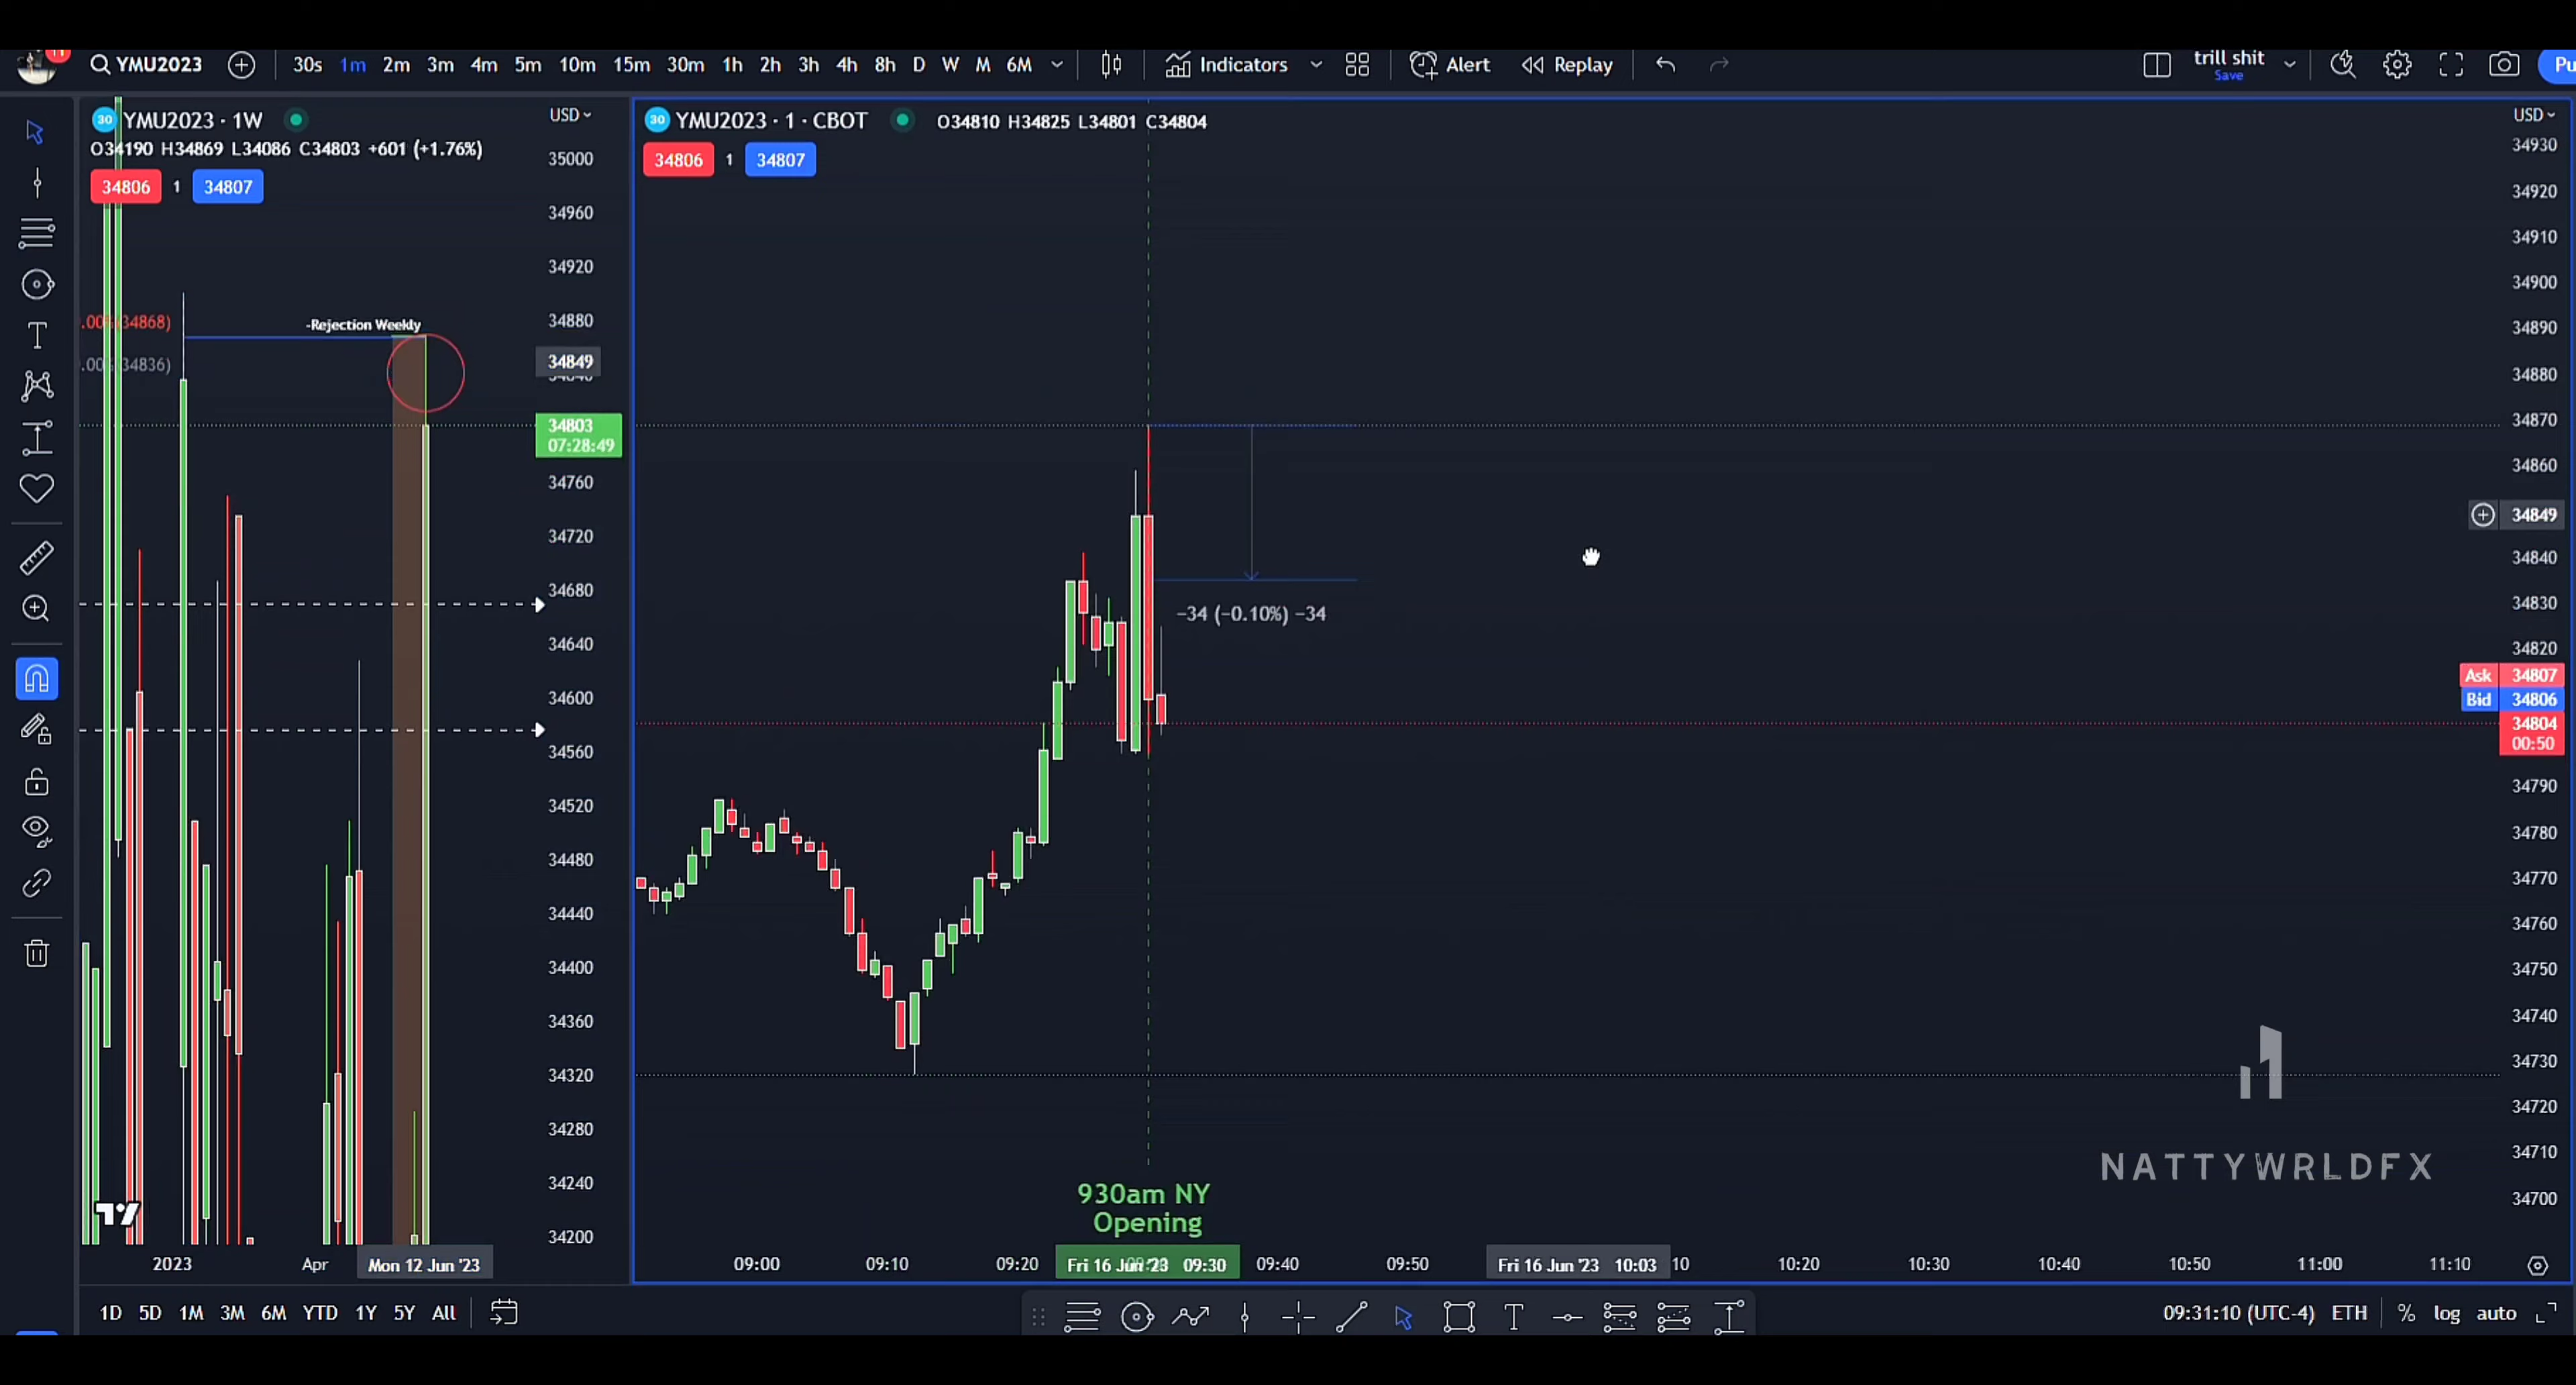 11
YMU2023 30s 1m 2m 3m 4m 5m 10m 15m 30m 1h 2h 3h 4h 8h D W M 6M Indicators Alert Replay trill shit Pu
Save
30 YMU2023 · 1W USD
O34190 H34869 L34086 C34803 +601 (+1.76%)
34806 1 34807
35000
34960
34920
34880
.00% 34868)
-Rejection Weekly
34849
.00% 34836)
34803
07:28:49
34760
34720
34680
34640
34600
34560
34520
34480
34440
34400
34360
34320
34280
34240
34200
2023 Apr Mon 12 Jun '23
30 YMU2023 · 1 · CBOT O34810 H34825 L34801 C34804 USD
34806 1 34807
34930
34920
34910
34900
34890
34880
34870
34860
34849
34840
34830
−34 (−0.10%) −34
34820
Ask 34807
Bid 34806
34804
00:50
34790
34780
34770
34760
34750
34740
34730
34720
34710
34700
NATTYWRLDFX
930am NY
Opening
09:00 09:10 09:20 Fri 16 Jun '23 09:30 09:40 09:50 Fri 16 Jun '23 10:03 10 10:20 10:30 10:40 10:50 11:00 11:10
1D 5D 1M 3M 6M YTD 1Y 5Y All 09:31:10 (UTC-4) ETH % log auto